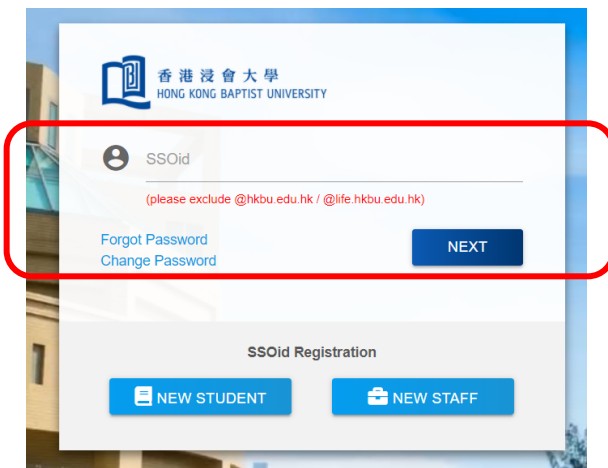 香港浸會大學
HONG KONG BAPTIST UNIVERSITY
SSOid
(please exclude @hkbu.edu.hk / @life.hkbu.edu.hk)
Forgot Password
NEXT
Change Password
SSOid Registration
NEW STUDENT
NEW STAFF